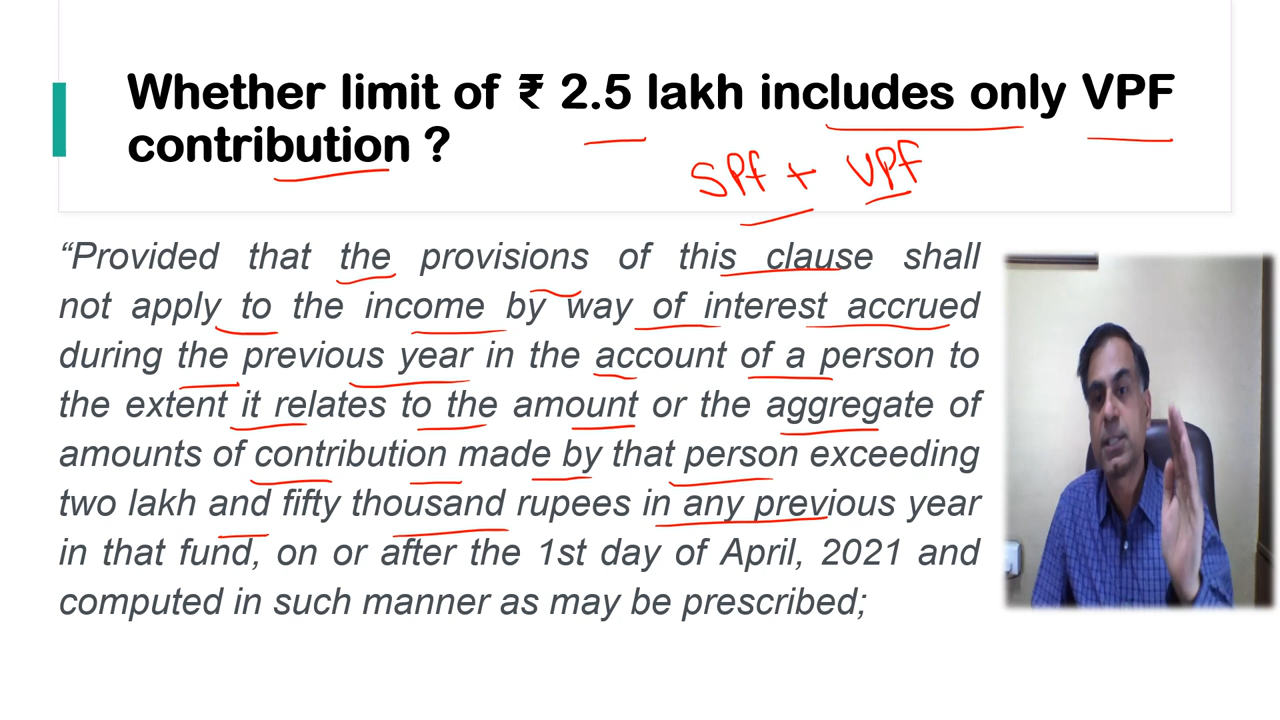 Whether limit of ₹ 2.5 lakh includes only VPF
contribution ?
SPf + VPf
“Provided that the provisions of this clause shall
not apply to the income by way of interest accrued
during the previous year in the account of a person to
the extent it relates to the amount or the aggregate of
amounts of contribution made by that person exceeding
two lakh and fifty thousand rupees in any previous year
in that fund, on or after the 1st day of April, 2021 and
computed in such manner as may be prescribed;